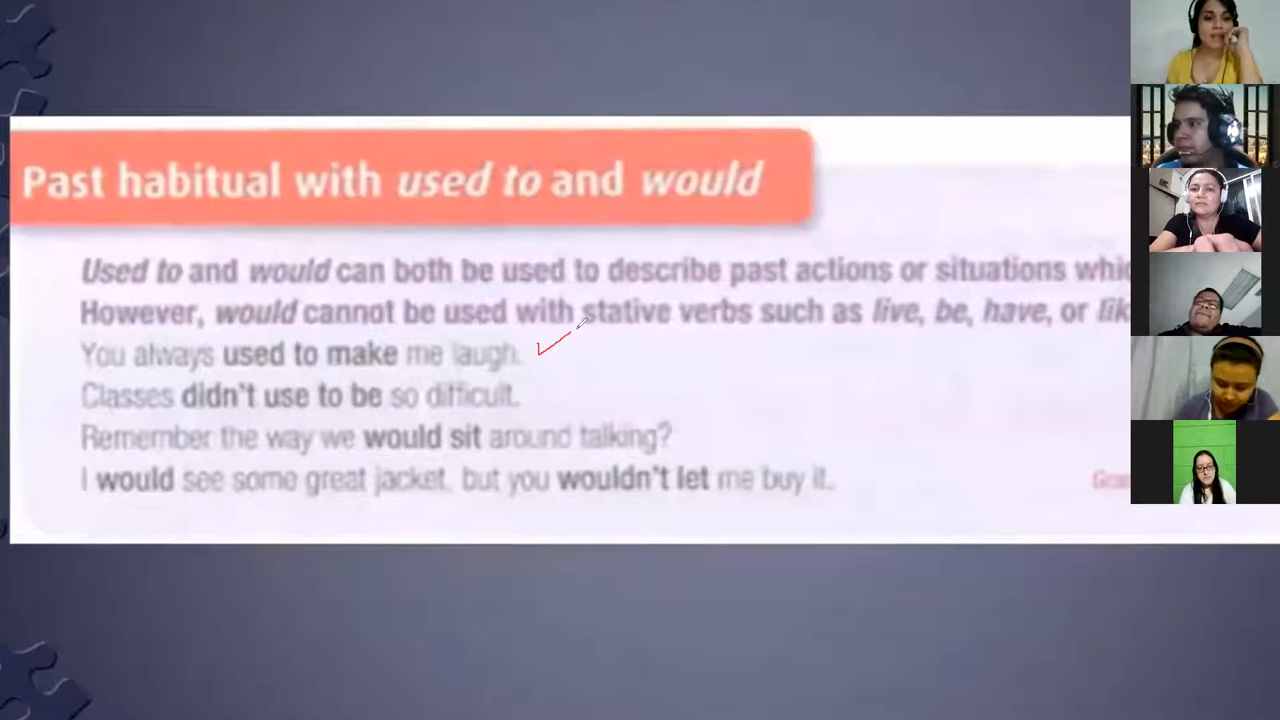 Past habitual with used to and would
Used to and would can both be used to describe past actions or situations
However, would cannot be used with stative verbs such as live, be, have, or
You always used to make me laugh.
Classes didn't use to be so difficult.
Remember the way we would sit around talking?
I would see some great jacket, but you wouldn't let me buy it.